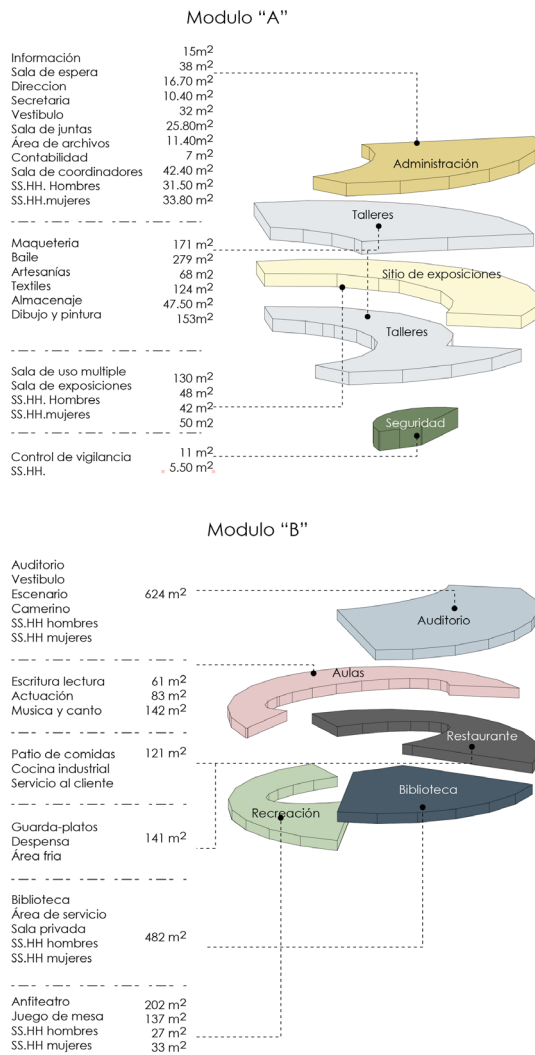 Modulo “A”
Información 15m2
Sala de espera 38 m2
Direccion 16.70 m2
Secretaria 10.40 m2
Vestibulo 32 m2
Sala de juntas 25.80m2
Área de archivos 11.40m2
Contabilidad 7 m2
Sala de coordinadores 42.40 m2
SS.HH. Hombres 31.50 m2
SS.HH.mujeres 33.80 m2
Administración
Talleres
Maqueteria 171 m2
Baile 279 m2
Artesanías 68 m2
Textiles 124 m2
Almacenaje 47.50 m2
Dibujo y pintura 153m2
Sitio de exposiciones
Talleres
Sala de uso multiple 130 m2
Sala de exposiciones 48 m2
SS.HH. Hombres 42 m2
SS.HH.mujeres 50 m2
Seguridad
Control de vigilancia 11 m2
SS.HH. 5.50 m2
Modulo “B”
Auditorio
Vestibulo
Escenario 624 m2
Camerino
SS.HH hombres
SS.HH mujeres
Auditorio
Aulas
Escritura lectura 61 m2
Actuación 83 m2
Musica y canto 142 m2
Restaurante
Patio de comidas 121 m2
Cocina industrial
Servicio al cliente
Biblioteca
Recreación
Guarda-platos
Despensa 141 m2
Área fria
Biblioteca
Área de servicio
Sala privada
SS.HH hombres 482 m2
SS.HH mujeres
Anfiteatro 202 m2
Juego de mesa 137 m2
SS.HH hombres 27 m2
SS.HH mujeres 33 m2